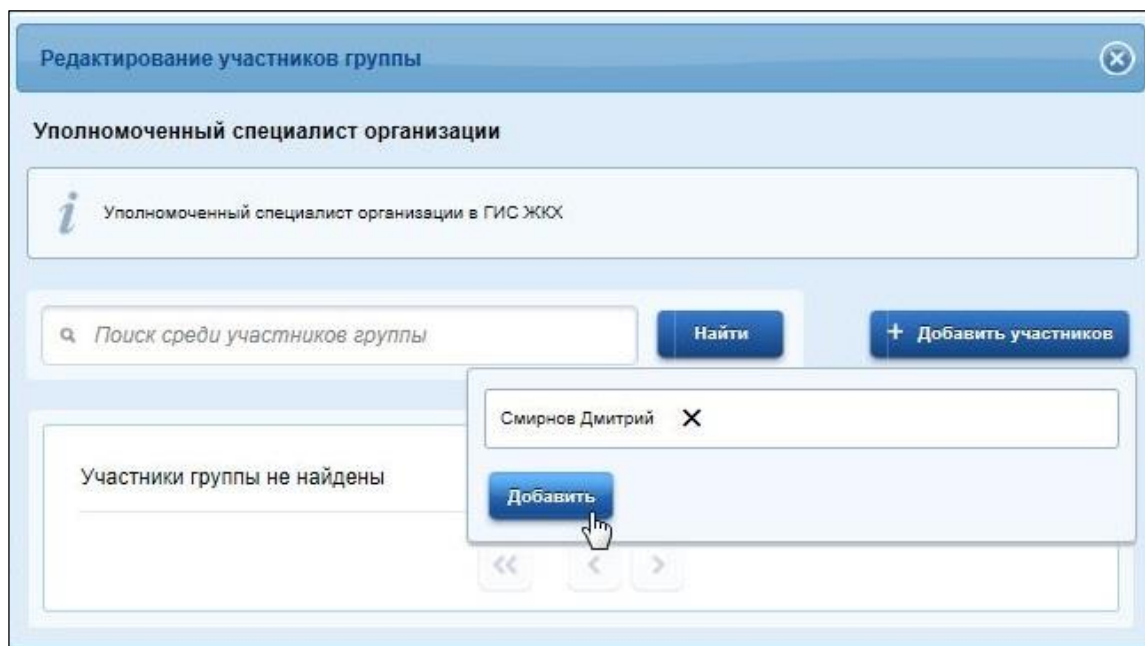 Редактирование участников группы
Уполномоченный специалист организации
Уполномоченный специалист организации в ГИС ЖКХ
Поиск среди участников группы
Найти
+ Добавить участников
Смирнов Дмитрий
Участники группы не найдены
Добавить